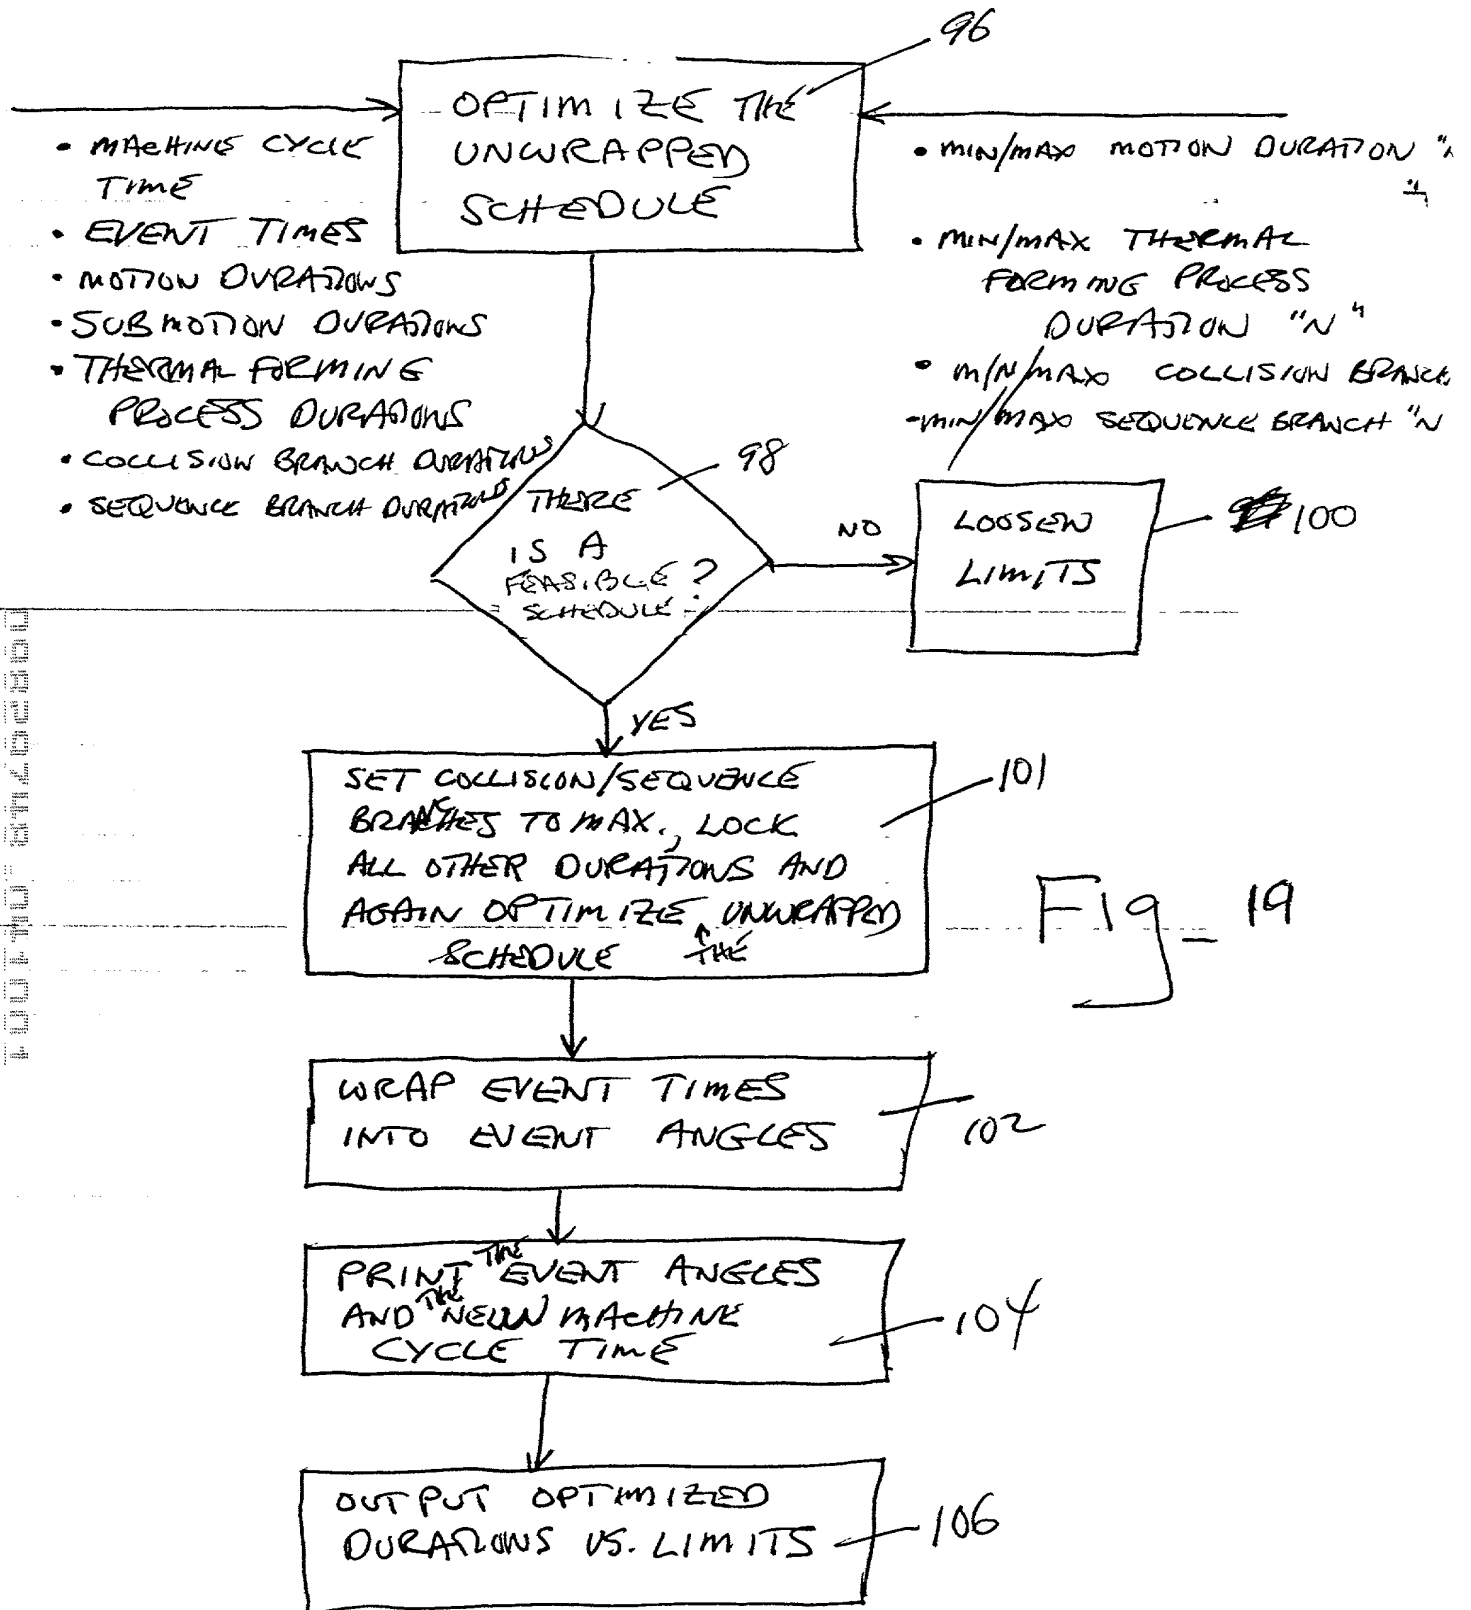 96
OPTIMIZE THE
UNWRAPPED
SCHEDULE
• MACHINE CYCLE
TIME
• EVENT TIMES
• MOTION DURATIONS
• SUBMOTION DURATIONS
• THERMAL FORMING
PROCESS DURATIONS
• COLLISION BRANCH DURATIONS
• SEQUENCE BRANCH DURATIONS
• MIN/MAX MOTION DURATION "N
"
• MIN/MAX THERMAL
FORMING PROCESS
DURATION "N"
• MIN/MAX COLLISION BRANCH
-MIN/MAX SEQUENCE BRANCH "N
98
THERE
IS A
FEASIBLE ?
SCHEDULE
NO
LOOSEN
LIMITS
100
YES
SET COLLISION/SEQUENCE
BRANCHES TO MAX., LOCK
ALL OTHER DURATIONS AND
AGAIN OPTIMIZE THE UNWRAPPED
SCHEDULE
101
Fig_ 19
WRAP EVENT TIMES
INTO EVENT ANGLES
102
PRINT THE EVENT ANGLES
AND THE NEW MACHINE
CYCLE TIME
104
OUTPUT OPTIMIZED
DURATIONS VS. LIMITS
106